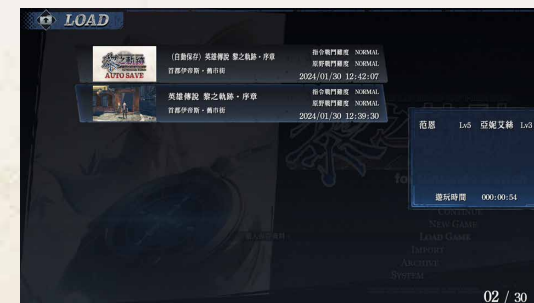 LOAD
AUTO SAVE
(自動保存) 英雄傳說 黎之軌跡・序章
首都伊帝斯・舊市街
指令戰鬥難度 NORMAL
原野戰鬥難度 NORMAL
2024/01/30 12:42:07
英雄傳說 黎之軌跡・序章
首都伊帝斯・舊市街
指令戰鬥難度 NORMAL
原野戰鬥難度 NORMAL
2024/01/30 12:39:30
范恩 Lv5 亞妮艾絲 Lv3
遊玩時間 000:00:54
CONTINUE
NEW GAME
LOAD GAME
IMPORT
ARCHIVE
SYSTEM
02 / 30